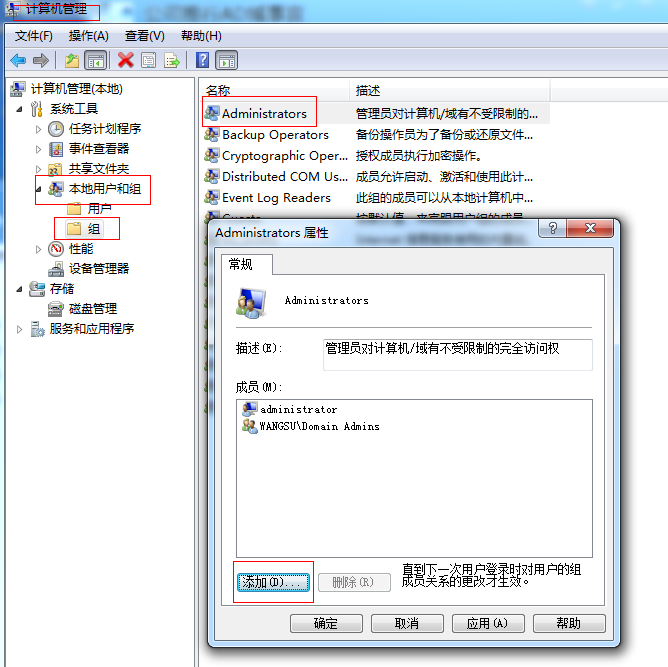 计算机管理
文件(F) 操作(A) 查看(V) 帮助(H)
计算机管理(本地)
系统工具
任务计划程序
事件查看器
共享文件夹
本地用户和组
用户
组
性能
设备管理器
存储
磁盘管理
服务和应用程序
名称 描述
Administrators 管理员对计算机/域有不受限制的...
Backup Operators 备份操作员为了备份或还原文件...
Cryptographic Oper... 授权成员执行加密操作。
Distributed COM Us... 成员允许启动、激活和使用此计...
Event Log Readers 此组的成员可以从本地计算机中...
Administrators 属性
常规
Administrators
描述(E): 管理员对计算机/域有不受限制的完全访问权
成员(M):
administrator
WANGSU\Domain Admins
添加(D)... 删除(R)
直到下一次用户登录时对用户的组
成员关系的更改才生效。
确定 取消 应用(A) 帮助